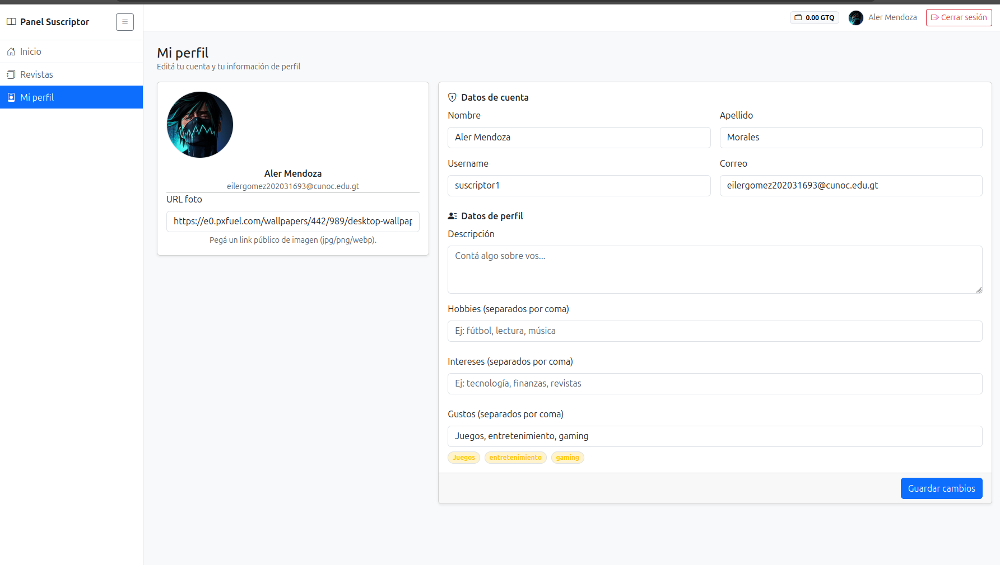 Panel Suscriptor
0.00 GTQ
Aler Mendoza
Cerrar sesión
Inicio
Revistas
Mi perfil
Mi perfil
Editá tu cuenta y tu información de perfil
Aler Mendoza
eilergomez202031693@cunoc.edu.gt
URL foto
https://e0.pxfuel.com/wallpapers/442/989/desktop-wallpap
Pegá un link público de imagen (jpg/png/webp).
Datos de cuenta
Nombre
Apellido
Aler Mendoza
Morales
Username
Correo
suscriptor1
eilergomez202031693@cunoc.edu.gt
Datos de perfil
Descripción
Contá algo sobre vos...
Hobbies (separados por coma)
Ej: fútbol, lectura, música
Intereses (separados por coma)
Ej: tecnología, finanzas, revistas
Gustos (separados por coma)
Juegos, entretenimiento, gaming
Juegos entretenimiento gaming
Guardar cambios